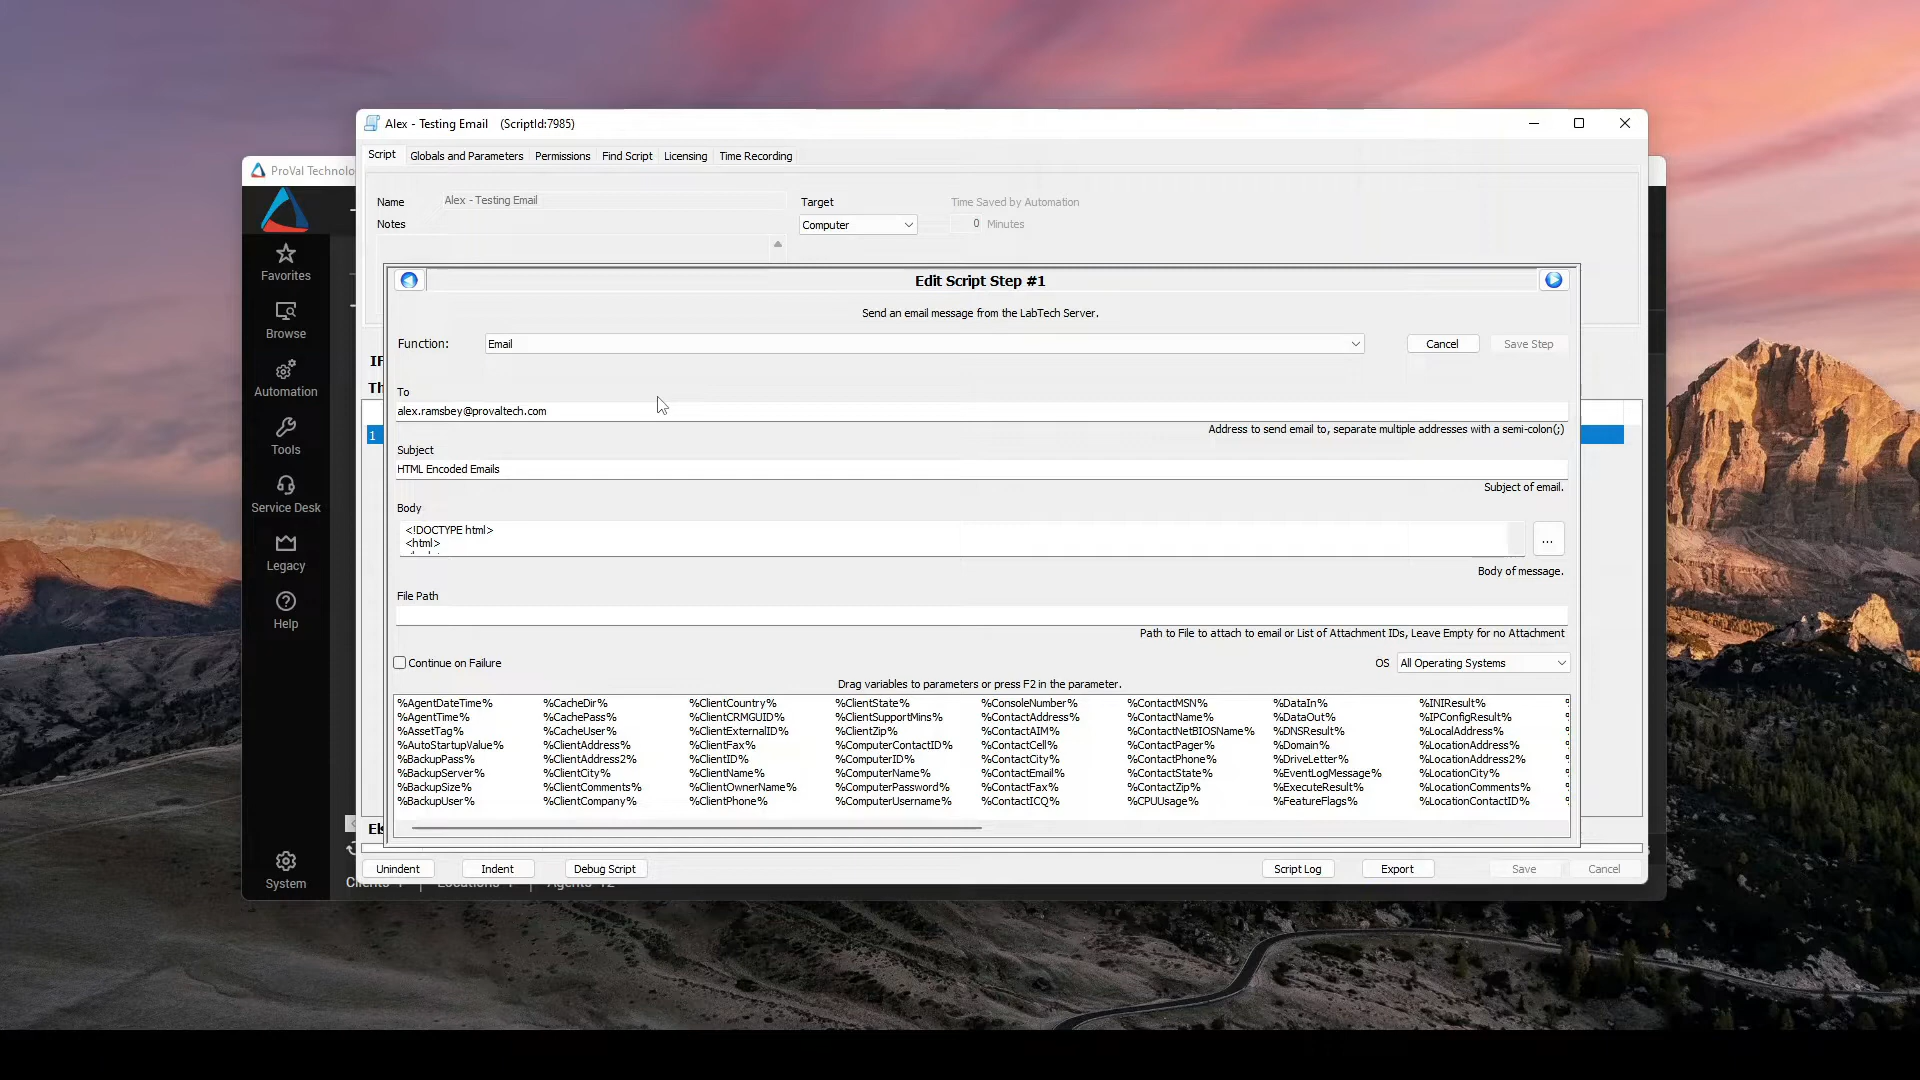 Alex - Testing Email (ScriptId:7985)
Script Globals and Parameters Permissions Find Script Licensing Time Recording
ProVal Technolo
Name Alex - Testing Email Target Time Saved by Automation
Notes Computer 0 Minutes
Favorites
Browse
Automation
Tools
Service Desk
Legacy
Help
System
IF
Th
1
Edit Script Step #1
Send an email message from the LabTech Server.
Function: Email Cancel Save Step
To
alex.ramsbey@provaltech.com
Address to send email to, separate multiple addresses with a semi-colon(;)
Subject
HTML Encoded Emails
Subject of email.
Body
<!DOCTYPE html>
<html>
...
Body of message.
File Path
Path to File to attach to email or List of Attachment IDs, Leave Empty for no Attachment
Continue on Failure OS All Operating Systems
Drag variables to parameters or press F2 in the parameter.
%AgentDateTime% %CacheDir% %ClientCountry% %ClientState% %ConsoleNumber% %ContactMSN% %DataIn% %INIResult%
%AgentTime% %CachePass% %ClientCRMGUID% %ClientSupportMins% %ContactAddress% %ContactName% %DataOut% %IPConfigResult%
%AssetTag% %CacheUser% %ClientExternalID% %ClientZip% %ContactAIM% %ContactNetBIOSName% %DNSResult% %LocalAddress%
%AutoStartupValue% %ClientAddress% %ClientFax% %ComputerContactID% %ContactCell% %ContactPager% %Domain% %LocationAddress%
%BackupPass% %ClientAddress2% %ClientID% %ComputerID% %ContactCity% %ContactPhone% %DriveLetter% %LocationAddress2%
%BackupServer% %ClientCity% %ClientName% %ComputerName% %ContactEmail% %ContactState% %EventLogMessage% %LocationCity%
%BackupSize% %ClientComments% %ClientOwnerName% %ComputerPassword% %ContactFax% %ContactZip% %ExecuteResult% %LocationComments%
%BackupUser% %ClientCompany% %ClientPhone% %ComputerUsername% %ContactICQ% %CPUUsage% %FeatureFlags% %LocationContactID%
Unindent Indent Debug Script Script Log Export Save Cancel